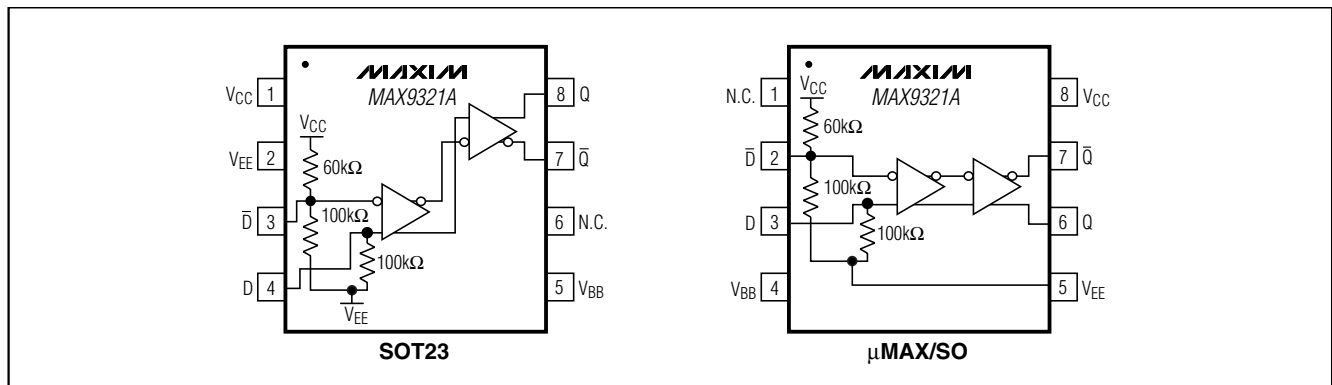 MAXIM
MAX9321A
VCC 1
VEE 2
D̅ 3
D 4
8 Q
7 Q̅
6 N.C.
5 VBB
VCC
60kΩ
100kΩ
100kΩ
VEE
SOT23
MAXIM
MAX9321A
N.C. 1
D̅ 2
D 3
VBB 4
8 VCC
7 Q̅
6 Q
5 VEE
VCC
60kΩ
100kΩ
100kΩ
µMAX/SO